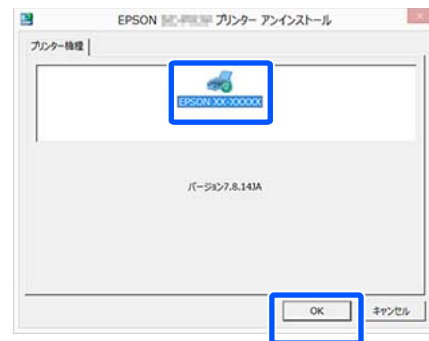 EPSON プリンター アンインストール
プリンター機種
EPSON XX-XXXXX
バージョン7.8.14JA
OK
キャンセル